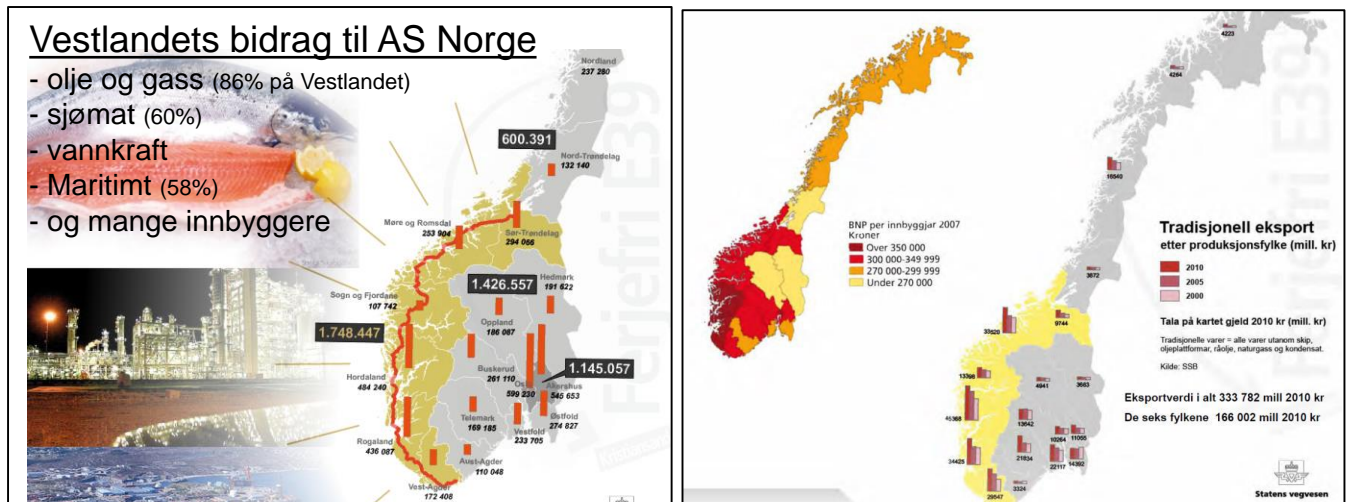 Vestlandets bidrag til AS Norge
- olje og gass (86% på Vestlandet)
- sjømat (60%)
- vannkraft
- Maritimt (58%)
- og mange innbyggere
Nordland
237 280
600.391
Nord-Trøndelag
132 140
Møre og Romsdal
253 904
Sør-Trøndelag
294 066
1.426.557
Hedmark
191 622
Sogn og Fjordane
107 742
Oppland
186 087
1.748.447
Buskerud
261 110
1.145.057
Hordaland
484 240
599 230
Akershus
545 653
Østfold
274 827
Telemark
169 185
Vestfold
233 705
Rogaland
436 087
Aust-Agder
110 048
Vest-Agder
172 408
Ferjefri E39
BNP per innbyggjar 2007
Kroner
Over 350 000
300 000-349 999
270 000-299 999
Under 270 000
4223
4264
16540
3872
9744
13642
4941
3663
34425
21834
10264
11055
22117
14392
3324
Tradisjonell eksport
etter produksjonsfylke (mill. kr)
2010
2005
2000
Tala på kartet gjeld 2010 kr (mill. kr)
Tradisjonelle varer = alle varer utanom skip,
oljeplattformar, råolje, naturgass og kondensat.
Kilde: SSB
Eksportverdi i alt 333 782 mill 2010 kr
De seks fylkene 166 002 mill 2010 kr
Statens vegvesen